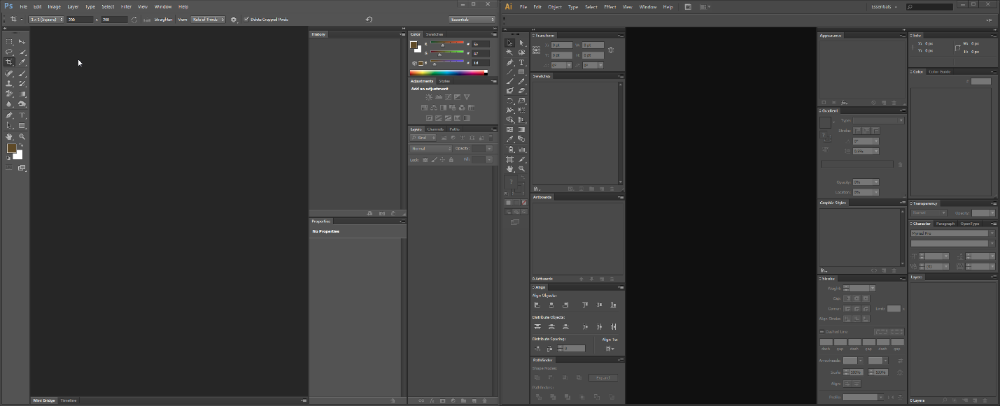 Ps File Edit Image Layer Type Select Filter View Window Help
1 x 1 (Square) 200 x 200 Straighten View: Rule of Thirds Delete Cropped Pixels Essentials
History
Color Swatches
R 5e
G 47
B 1d
Adjustments Styles
Add an adjustment
Layers Channels Paths
Kind
Normal Opacity:
Lock: Fill:
Properties
No Properties
Mini Bridge Timeline
Ai File Edit Object Type Select Effect View Window Help Essentials
Transform
X: 0 pt W: 0 pt
Y: 0 pt H: 0 pt
0° 0°
Swatches
Artboards
0 Artboards
Align
Align Objects:
Distribute Objects:
Distribute Spacing: Align To:
0
Pathfinder
Shape Modes:
Expand
Pathfinders:
Appearance
fx
Gradient
Type:
Stroke:
0°
Opacity: 0%
Location: 0%
Graphic Styles
Stroke
Weight:
Cap:
Corner: Limit: x
Align Stroke:
Dashed Line
dash gap dash gap dash gap
Arrowheads:
Scale: 100% 100%
Align:
Profile:
Info
X: 0 px W: 0 px
Y: 0 px H: 0 px
Color Color Guide
#
Transparency
Normal Opacity:
Character Paragraph OpenType
Myriad Pro
Layers
0 Layers